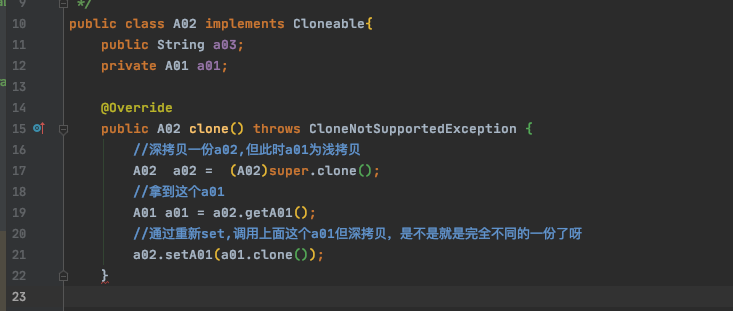 9 */
10 public class A02 implements Cloneable{
11 public String a03;
12 private A01 a01;
13
14 @Override
15 public A02 clone() throws CloneNotSupportedException {
16 //深拷贝一份a02,但此时a01为浅拷贝
17 A02  a02 =  (A02)super.clone();
18 //拿到这个a01
19 A01 a01 = a02.getA01();
20 //通过重新set,调用上面这个a01但深拷贝，是不是就是完全不同的一份了呀
21 a02.setA01(a01.clone());
22 }
23